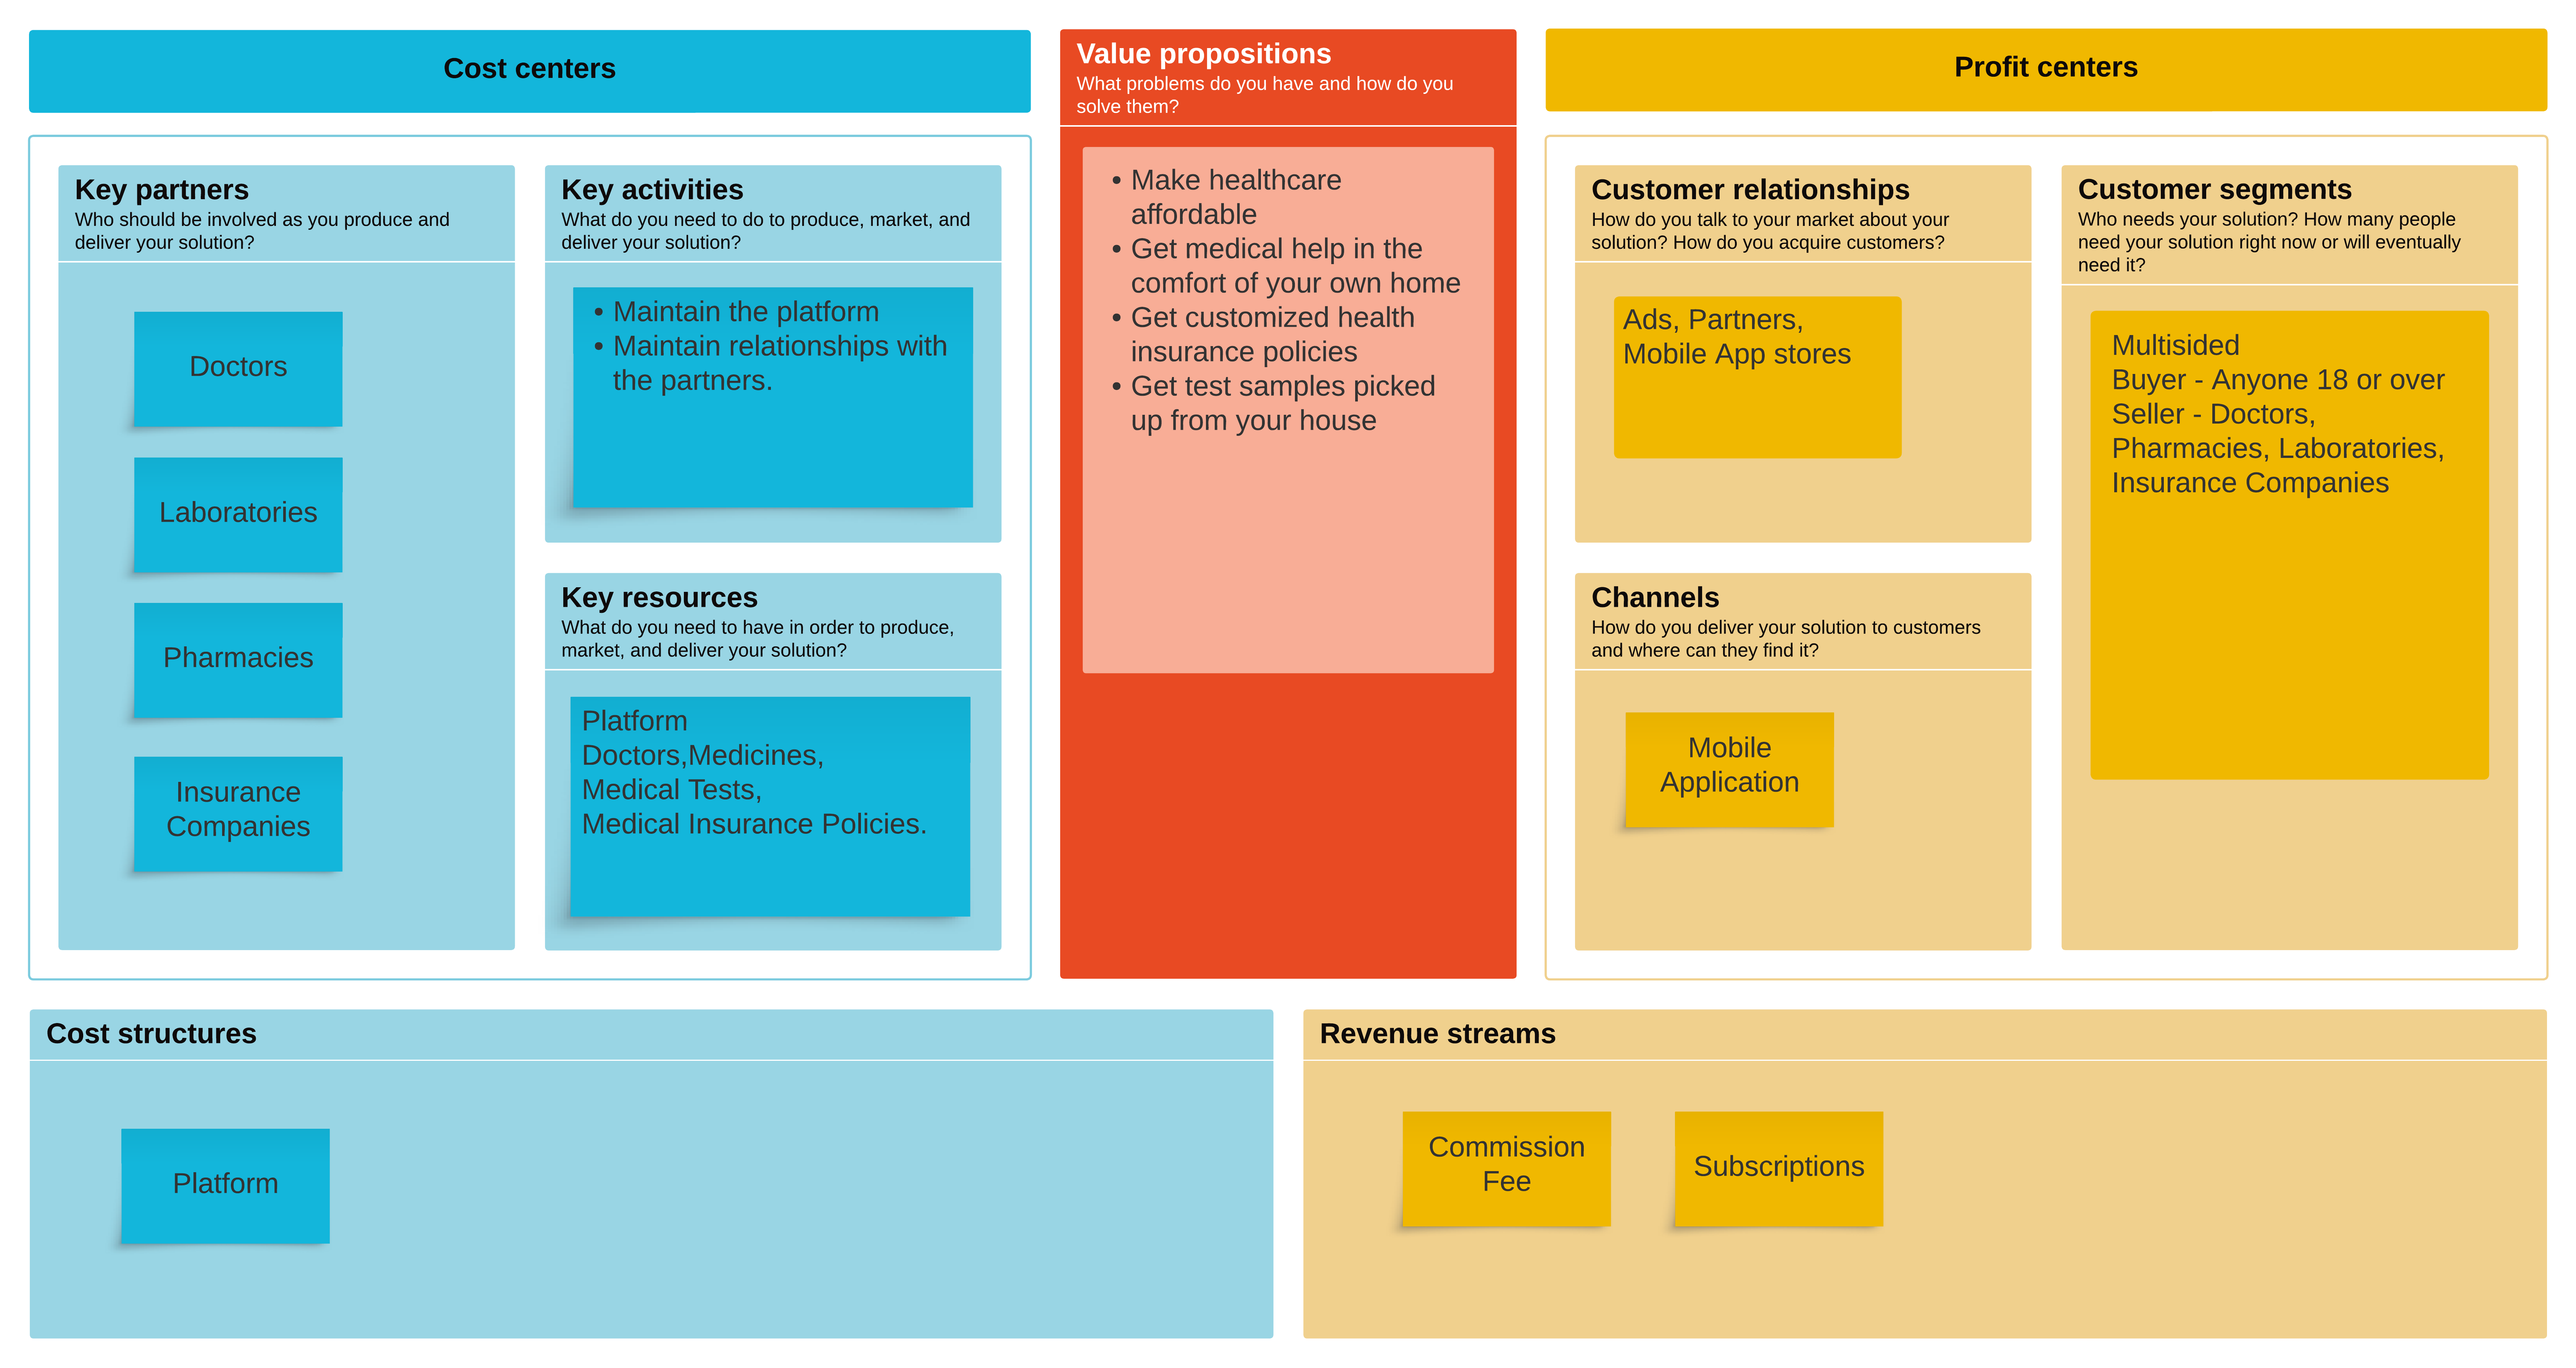 Cost centers
Key partners
Who should be involved as you produce and
deliver your solution?
Doctors
Laboratories
Pharmacies
Insurance
Companies
Key activities
What do you need to do to produce, market, and
deliver your solution?
• Maintain the platform
• Maintain relationships with
the partners.
Key resources
What do you need to have in order to produce,
market, and deliver your solution?
Platform
Doctors,Medicines,
Medical Tests,
Medical Insurance Policies.
Value propositions
What problems do you have and how do you
solve them?
• Make healthcare
affordable
• Get medical help in the
comfort of your own home
• Get customized health
insurance policies
• Get test samples picked
up from your house
Profit centers
Customer relationships
How do you talk to your market about your
solution? How do you acquire customers?
Ads, Partners,
Mobile App stores
Channels
How do you deliver your solution to customers
and where can they find it?
Mobile
Application
Customer segments
Who needs your solution? How many people
need your solution right now or will eventually
need it?
Multisided
Buyer - Anyone 18 or over
Seller - Doctors,
Pharmacies, Laboratories,
Insurance Companies
Cost structures
Platform
Revenue streams
Commission
Fee
Subscriptions